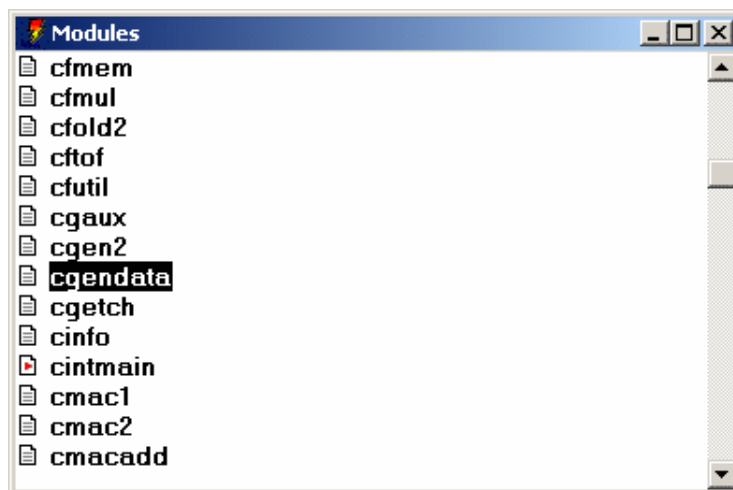 Modules
cfmem
cfmul
cfold2
cftof
cfutil
cgaux
cgen2
cgendata
cgetch
cinfo
cintmain
cmac1
cmac2
cmacadd